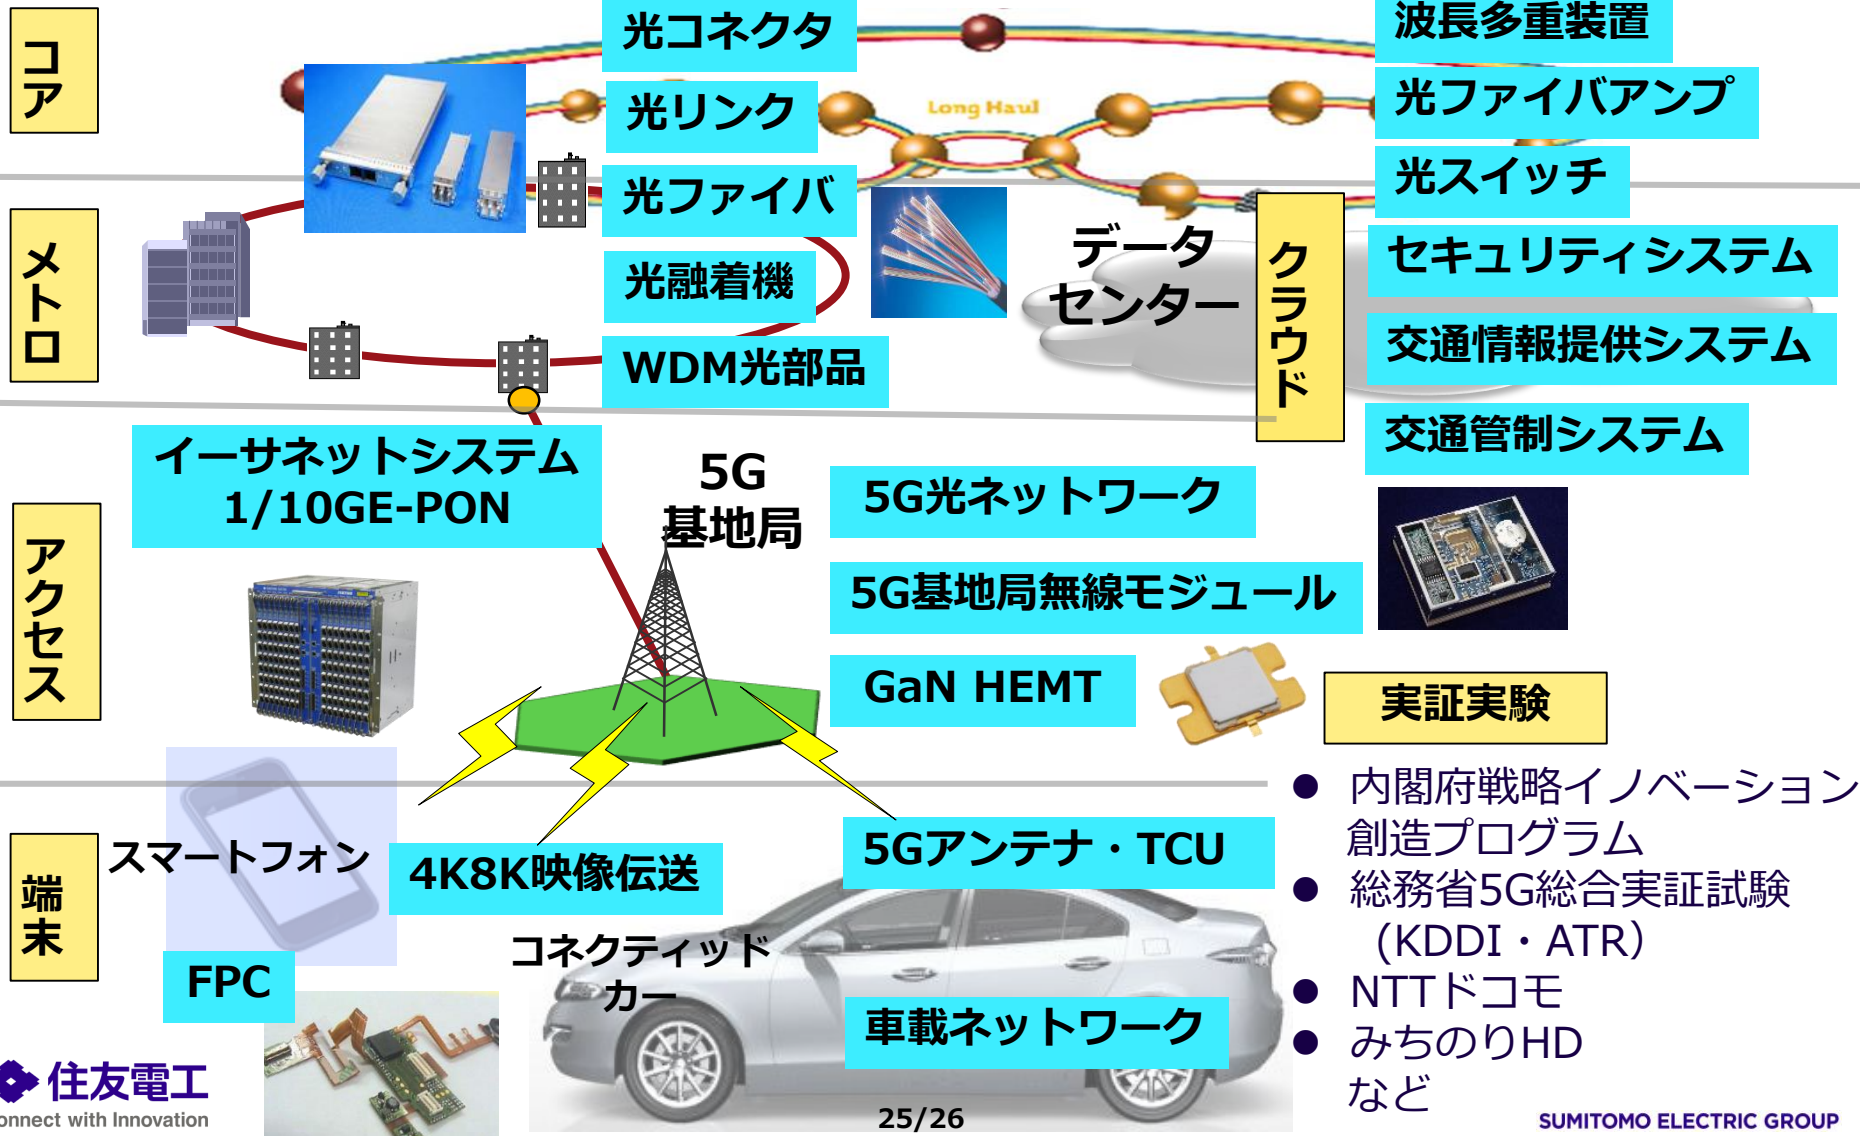 コア
光コネクタ
光リンク
Long Haul
波長多重装置
光ファイバアンプ
光スイッチ
メトロ
光ファイバ
光融着機
WDM光部品
データ
センター
クラウド
セキュリティシステム
交通情報提供システム
交通管制システム
アクセス
イーサネットシステム
1/10GE-PON
5G
基地局
5G光ネットワーク
5G基地局無線モジュール
GaN HEMT
実証実験
● 内閣府戦略イノベーション
創造プログラム
● 総務省5G総合実証試験
(KDDI・ATR）
● NTTドコモ
● みちのりHD
など
端末
スマートフォン
4K8K映像伝送
5Gアンテナ・TCU
FPC
コネクティッド
カー
車載ネットワーク
住友電工
onnect with Innovation
25/26
SUMITOMO ELECTRIC GROUP